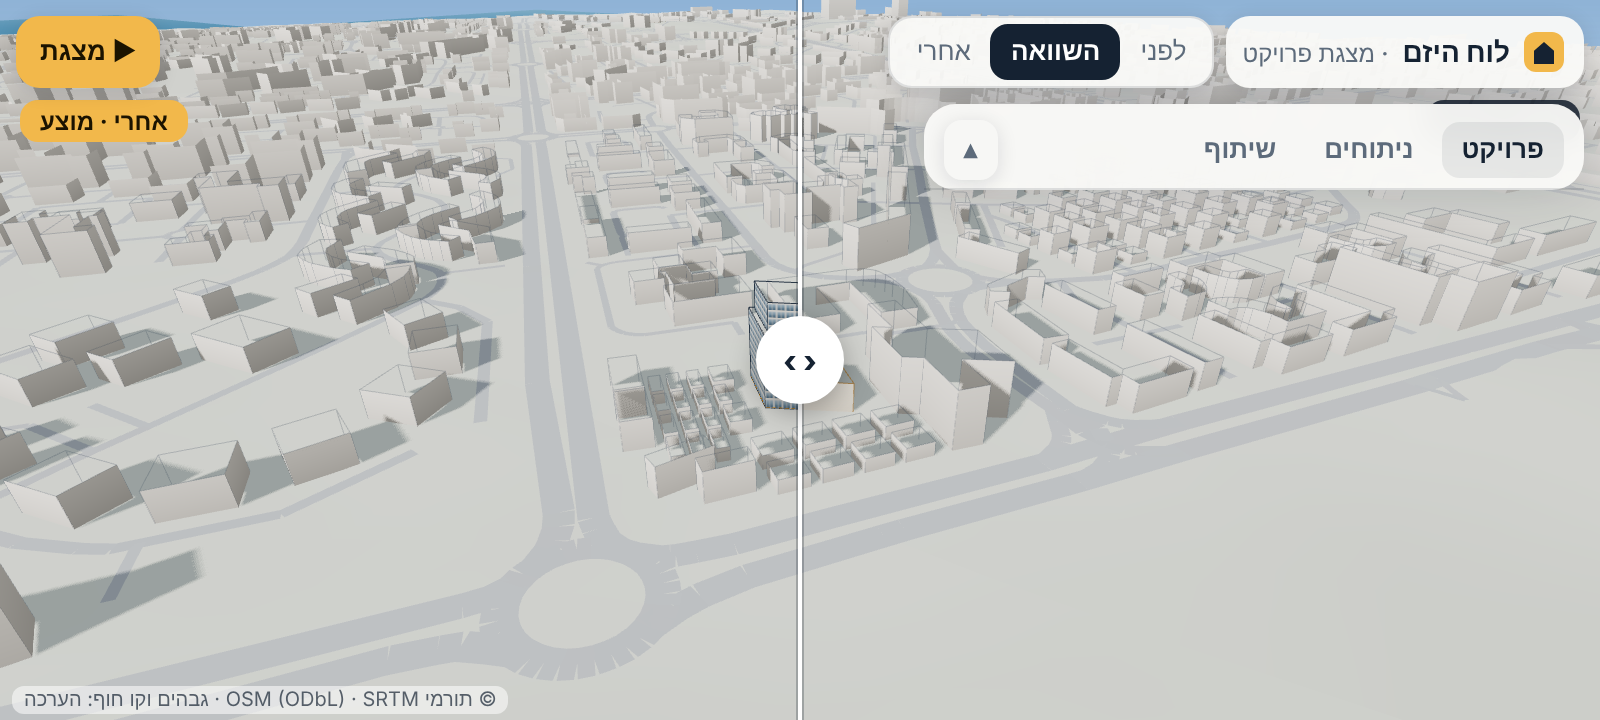 לוח היזם · מצגת פרויקט
לפני השוואה אחרי
▶ מצגת
פרויקט ניתוחים שיתוף ▲
אחרי · מוצע
‹ ›
© תורמי OSM (ODbL) · SRTM · גבהים וקו חוף: הערכה